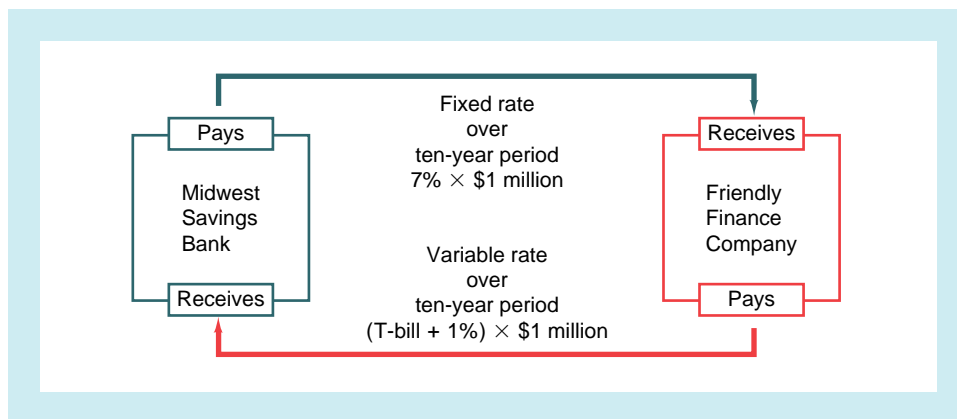 Pays
Midwest
Savings
Bank
Receives
Fixed rate
over
ten-year period
7% × $1 million
Variable rate
over
ten-year period
(T-bill + 1%) × $1 million
Receives
Friendly
Finance
Company
Pays